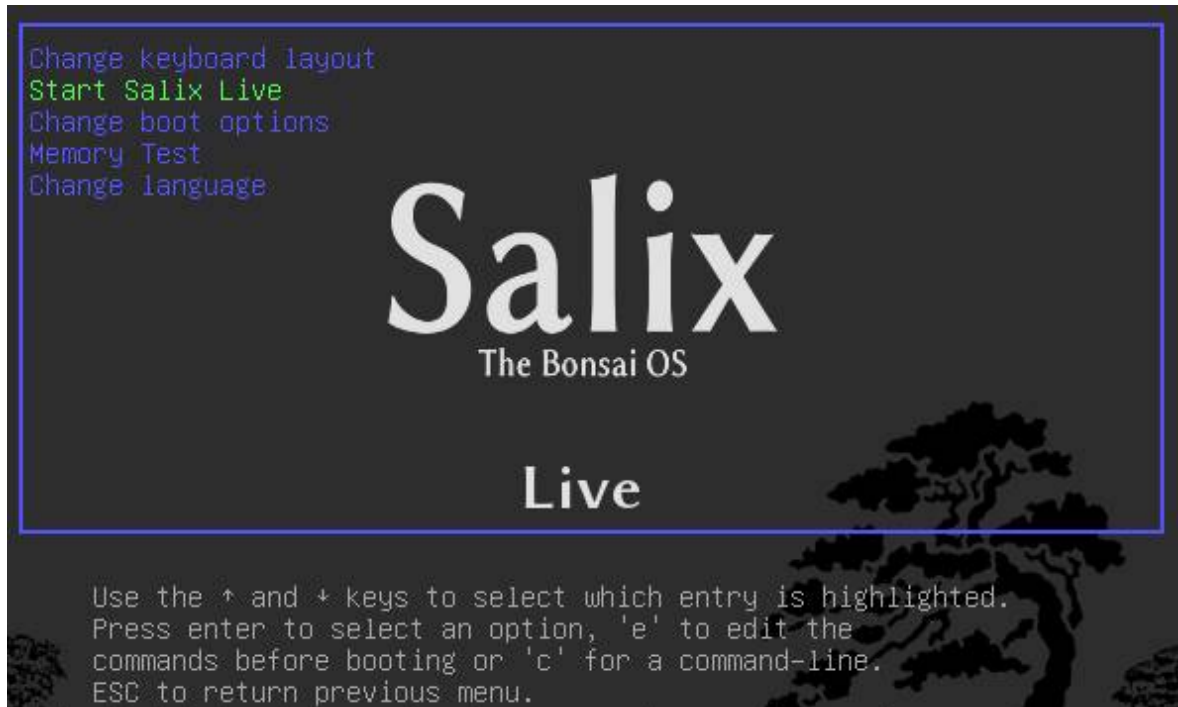 Change keyboard layout
Start Salix Live
Change boot options
Memory Test
Change language
Salix
The Bonsai OS
Live
Use the ↑ and ↓ keys to select which entry is highlighted.
Press enter to select an option, 'e' to edit the
commands before booting or 'c' for a command-line.
ESC to return previous menu.